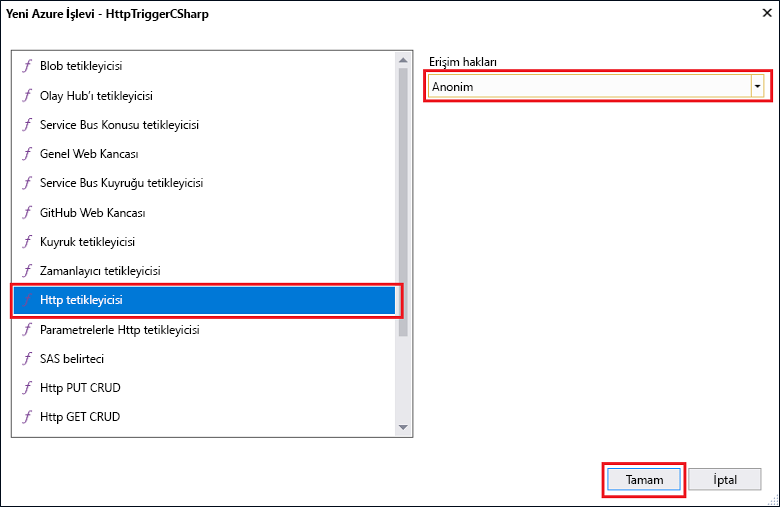 Yeni Azure İşlevi - HttpTriggerCSharp
Blob tetikleyicisi
Olay Hub'ı tetikleyicisi
Service Bus Konusu tetikleyicisi
Genel Web Kancası
Service Bus Kuyruğu tetikleyicisi
GitHub Web Kancası
Kuyruk tetikleyicisi
Zamanlayıcı tetikleyicisi
Http tetikleyicisi
Parametrelerle Http tetikleyicisi
SAS belirteci
Http PUT CRUD
Http GET CRUD
Erişim hakları
Anonim
Tamam
İptal